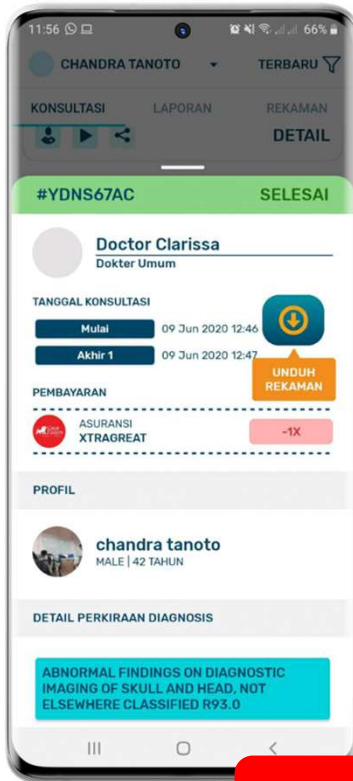 11:56
66%
CHANDRA TANOTO
TERBARU
KONSULTASI LAPORAN REKAMAN
DETAIL
#YDNS67AC SELESAI
Doctor Clarissa
Dokter Umum
TANGGAL KONSULTASI
Mulai 09 Jun 2020 12:46
Akhir 1 09 Jun 2020 12:47
UNDUH
REKAMAN
PEMBAYARAN
ASURANSI
XTRAGREAT
-1X
PROFIL
chandra tanoto
MALE | 42 TAHUN
DETAIL PERKIRAAN DIAGNOSIS
ABNORMAL FINDINGS ON DIAGNOSTIC
IMAGING OF SKULL AND HEAD, NOT
ELSEWHERE CLASSIFIED R93.0